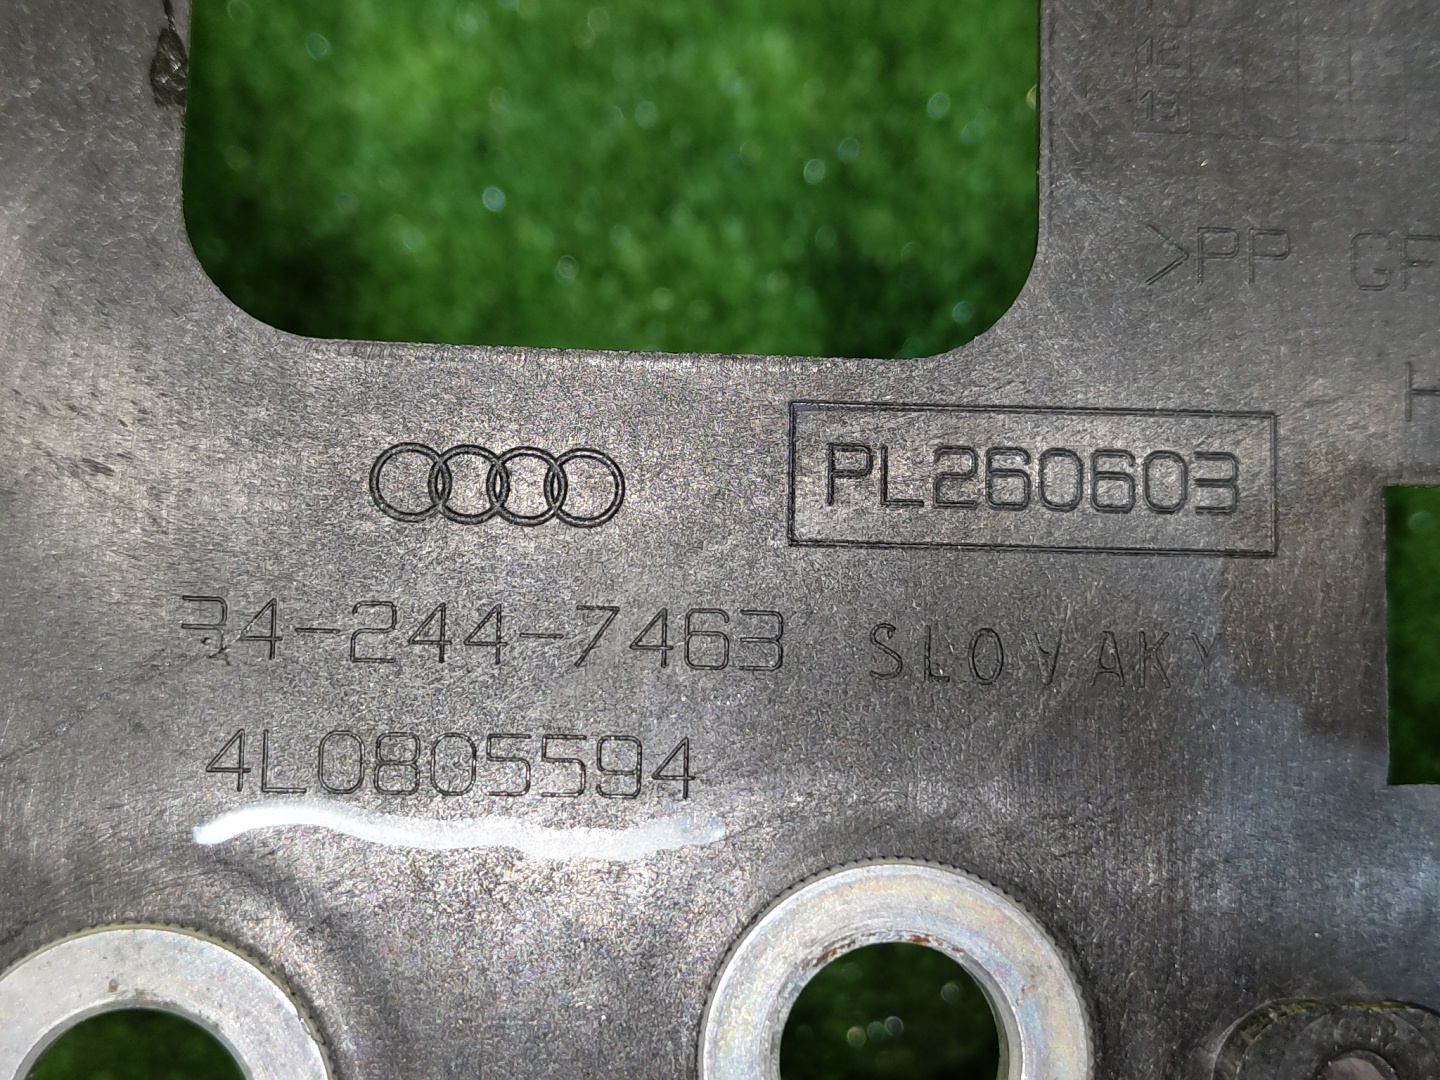 12
13
>PP GF
H
PL260603
34-244-7463 SLOVAKY
4L0805594